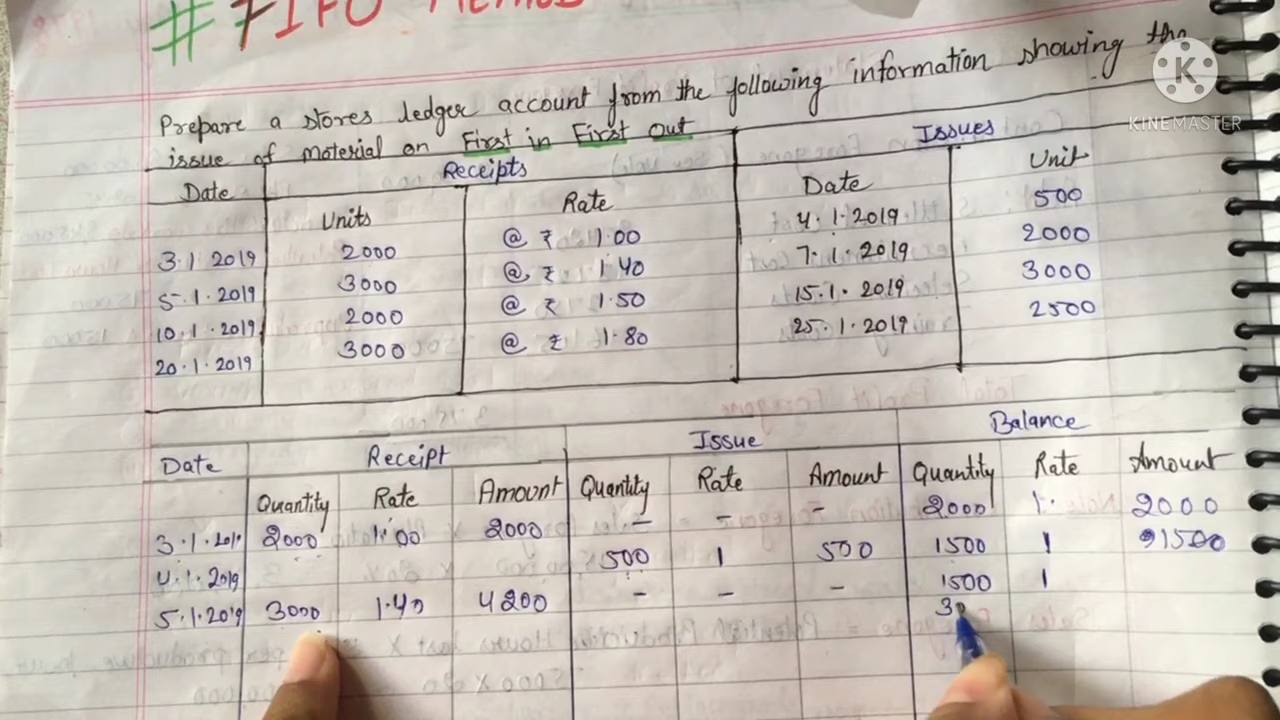 #FIFO METHOD
Prepare a stores ledger account from the following information showing the
issue of material on First in First Out
Receipts Issues
Date Units Rate Date Unit
3.1 2019 2000 @ ₹ 1.00 4.1.2019 500
5.1.2019 3000 @ ₹ 1.40 7.1.2019 2000
10.1.2019 2000 @ ₹ 1.50 15.1.2019 3000
20.1.2019 3000 @ ₹ 1.80 25.1.2019 2500
K
KINEMASTER
Date Receipt Issue Balance
Quantity Rate Amount Quantity Rate Amount Quantity Rate Amount
3.1.2019 2000 1.00 2000 - - - 2000 1. 2000
4.1.2019 500 1 500 1500 1 1500
5.1.2019 3000 1.40 4200 - - - 1500 1
30